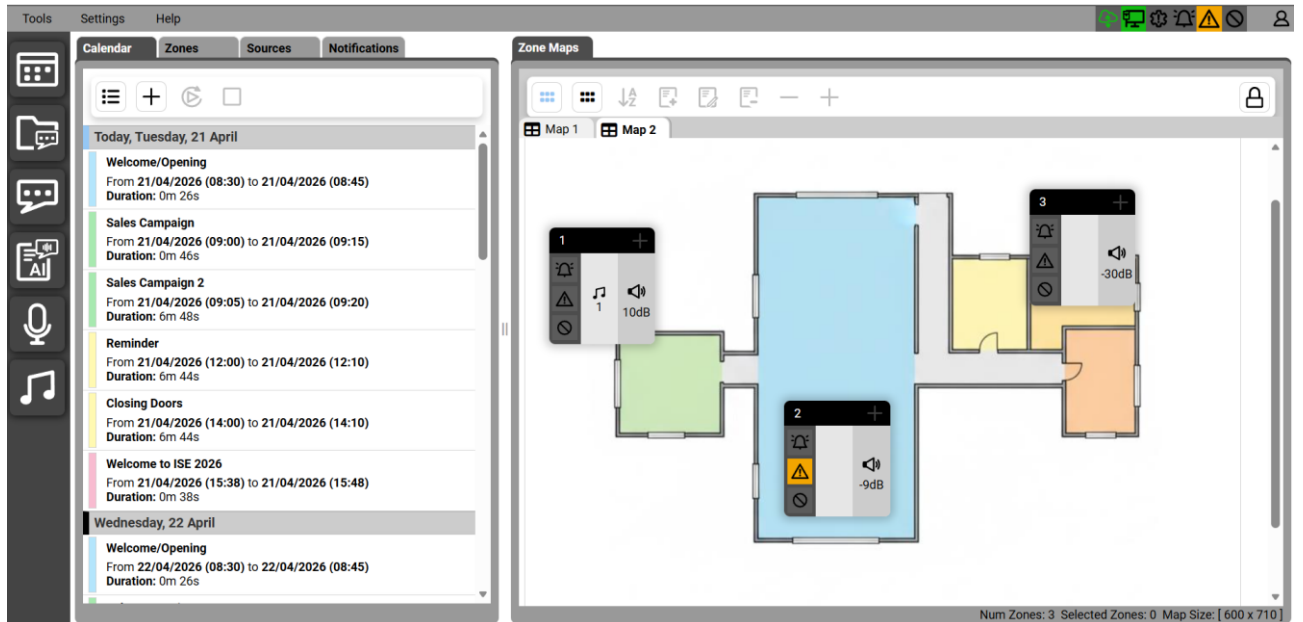 Tools Settings Help
Calendar Zones Sources Notifications
Today, Tuesday, 21 April
Welcome/Opening
From 21/04/2026 (08:30) to 21/04/2026 (08:45)
Duration: 0m 26s
Sales Campaign
From 21/04/2026 (09:00) to 21/04/2026 (09:15)
Duration: 0m 46s
Sales Campaign 2
From 21/04/2026 (09:05) to 21/04/2026 (09:20)
Duration: 6m 48s
Reminder
From 21/04/2026 (12:00) to 21/04/2026 (12:10)
Duration: 6m 44s
Closing Doors
From 21/04/2026 (14:00) to 21/04/2026 (14:10)
Duration: 6m 44s
Welcome to ISE 2026
From 21/04/2026 (15:38) to 21/04/2026 (15:48)
Duration: 0m 38s
Wednesday, 22 April
Welcome/Opening
From 22/04/2026 (08:30) to 22/04/2026 (08:45)
Duration: 0m 26s
AI
Zone Maps
AZ
Map 1 Map 2
1
1
10dB
2
-9dB
3
-30dB
Num Zones: 3 Selected Zones: 0 Map Size: [ 600 x 710 ]